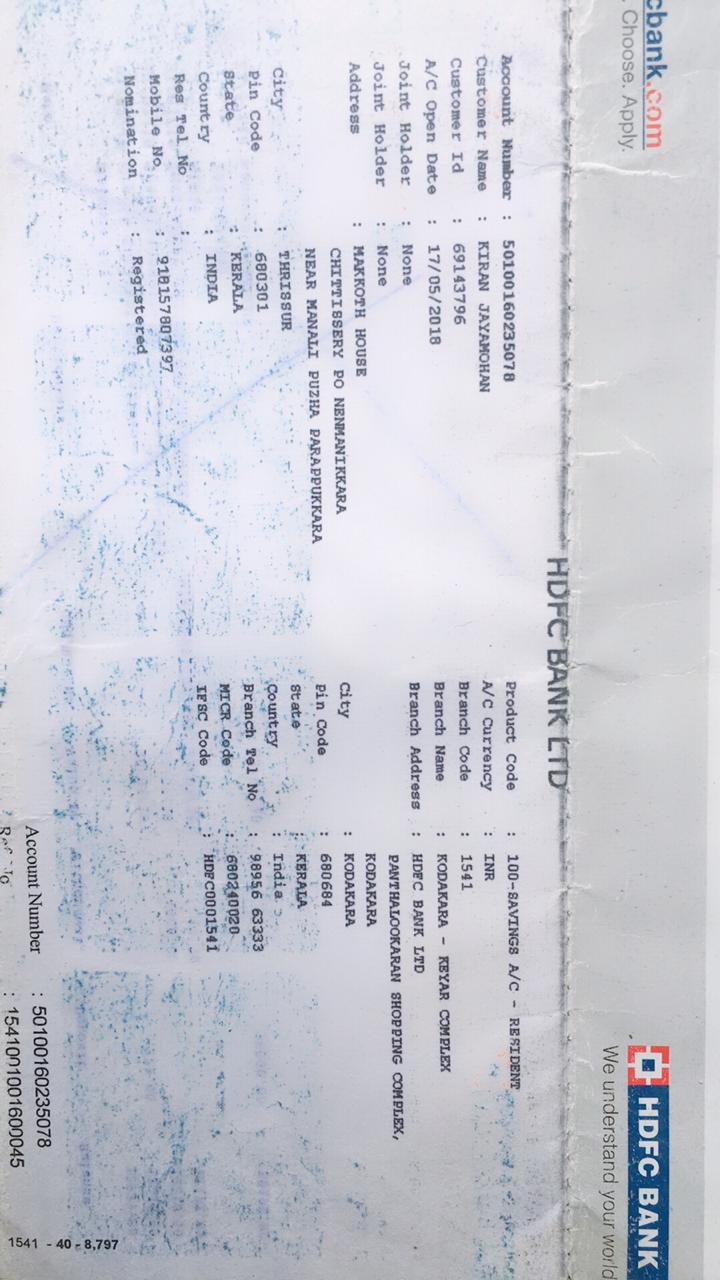 cbank.com
. Choose. Apply.
HDFC BANK
We understand your world
HDFC BANK LTD
Account Number : 50100160235078
Customer Name : KIRAN JAYAMOHAN
Customer Id : 69143796
A/C Open Date : 17/05/2018
Joint Holder : None
Joint Holder : None
Address : MAKKOTH HOUSE
CHITTISSERY PO NENMANIKKARA
NEAR MANALI PUZHA PARAPPUKKARA
City : THRISSUR
Pin Code : 680301
State : KERALA
Country : INDIA
Res Tel No :
Mobile No : 918157807397
Nomination : Registered
Product Code : 100-SAVINGS A/C - RESIDENT
A/C Currency : INR
Branch Code : 1541
Branch Name : KODAKARA - KEYAR COMPLEX
Branch Address : HDFC BANK LTD
PANTHALOOKARAN SHOPPING COMPLEX,
KODAKARA
City : KODAKARA
Pin Code : 680684
State : KERALA
Country : India
Branch Tel No : 98956 63333
MICR Code : 680240020
IFSC Code : HDFC0001541
Account Number : 50100160235078
: 1541001001600045
1541 - 40 - 8,797